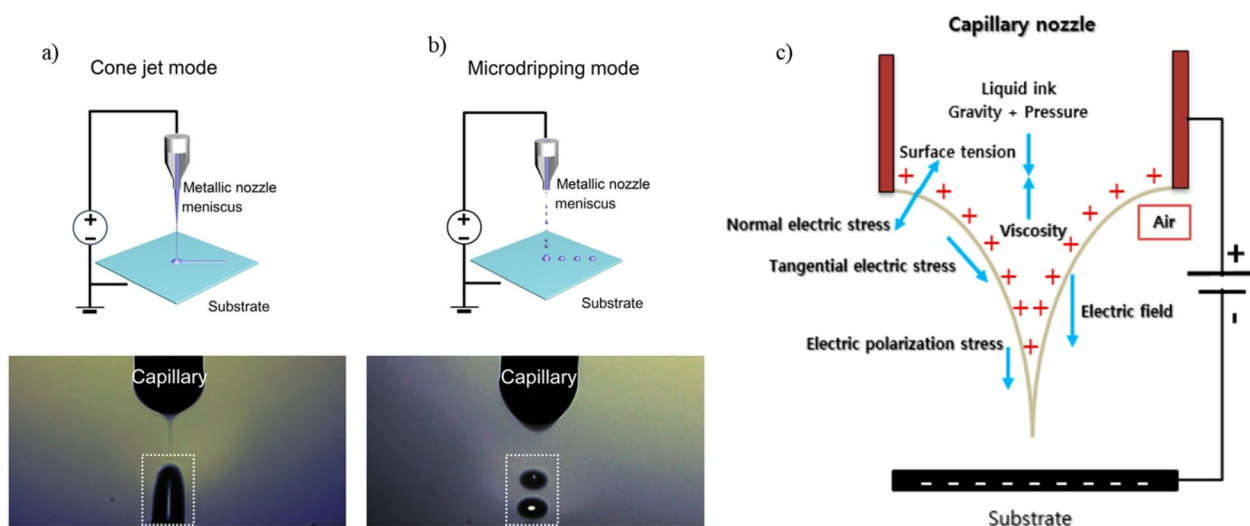 a)
Cone jet mode
+
−
Metallic nozzle
meniscus
Substrate
Capillary
b)
Microdripping mode
+
−
Metallic nozzle
meniscus
Substrate
Capillary
c)
Capillary nozzle
Liquid ink
Gravity + Pressure
Surface tension
Normal electric stress
Viscosity
Air
Tangential electric stress
Electric field
Electric polarization stress
+
-
Substrate